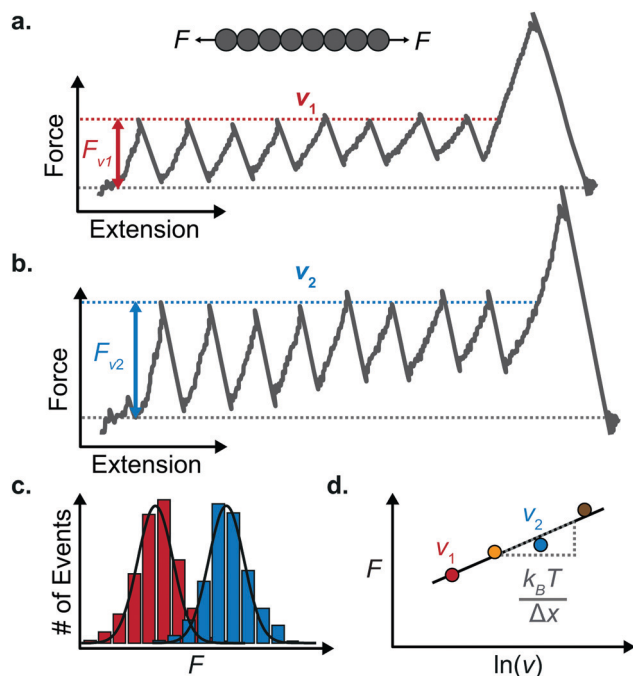 a.
F F
v1
Force
Fv1
Extension
b.
v2
Force
Fv2
Extension
c.
# of Events
F
d.
F
v1
v2
kBT
Δx
ln(v)